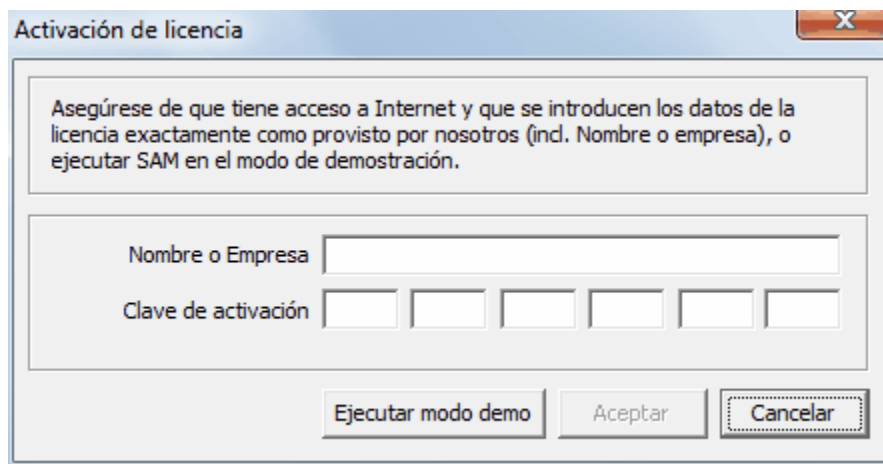 Activación de licencia
Asegúrese de que tiene acceso a Internet y que se introducen los datos de la
licencia exactamente como provisto por nosotros (incl. Nombre o empresa), o
ejecutar SAM en el modo de demostración.
Nombre o Empresa
Clave de activación
Ejecutar modo demo Aceptar Cancelar